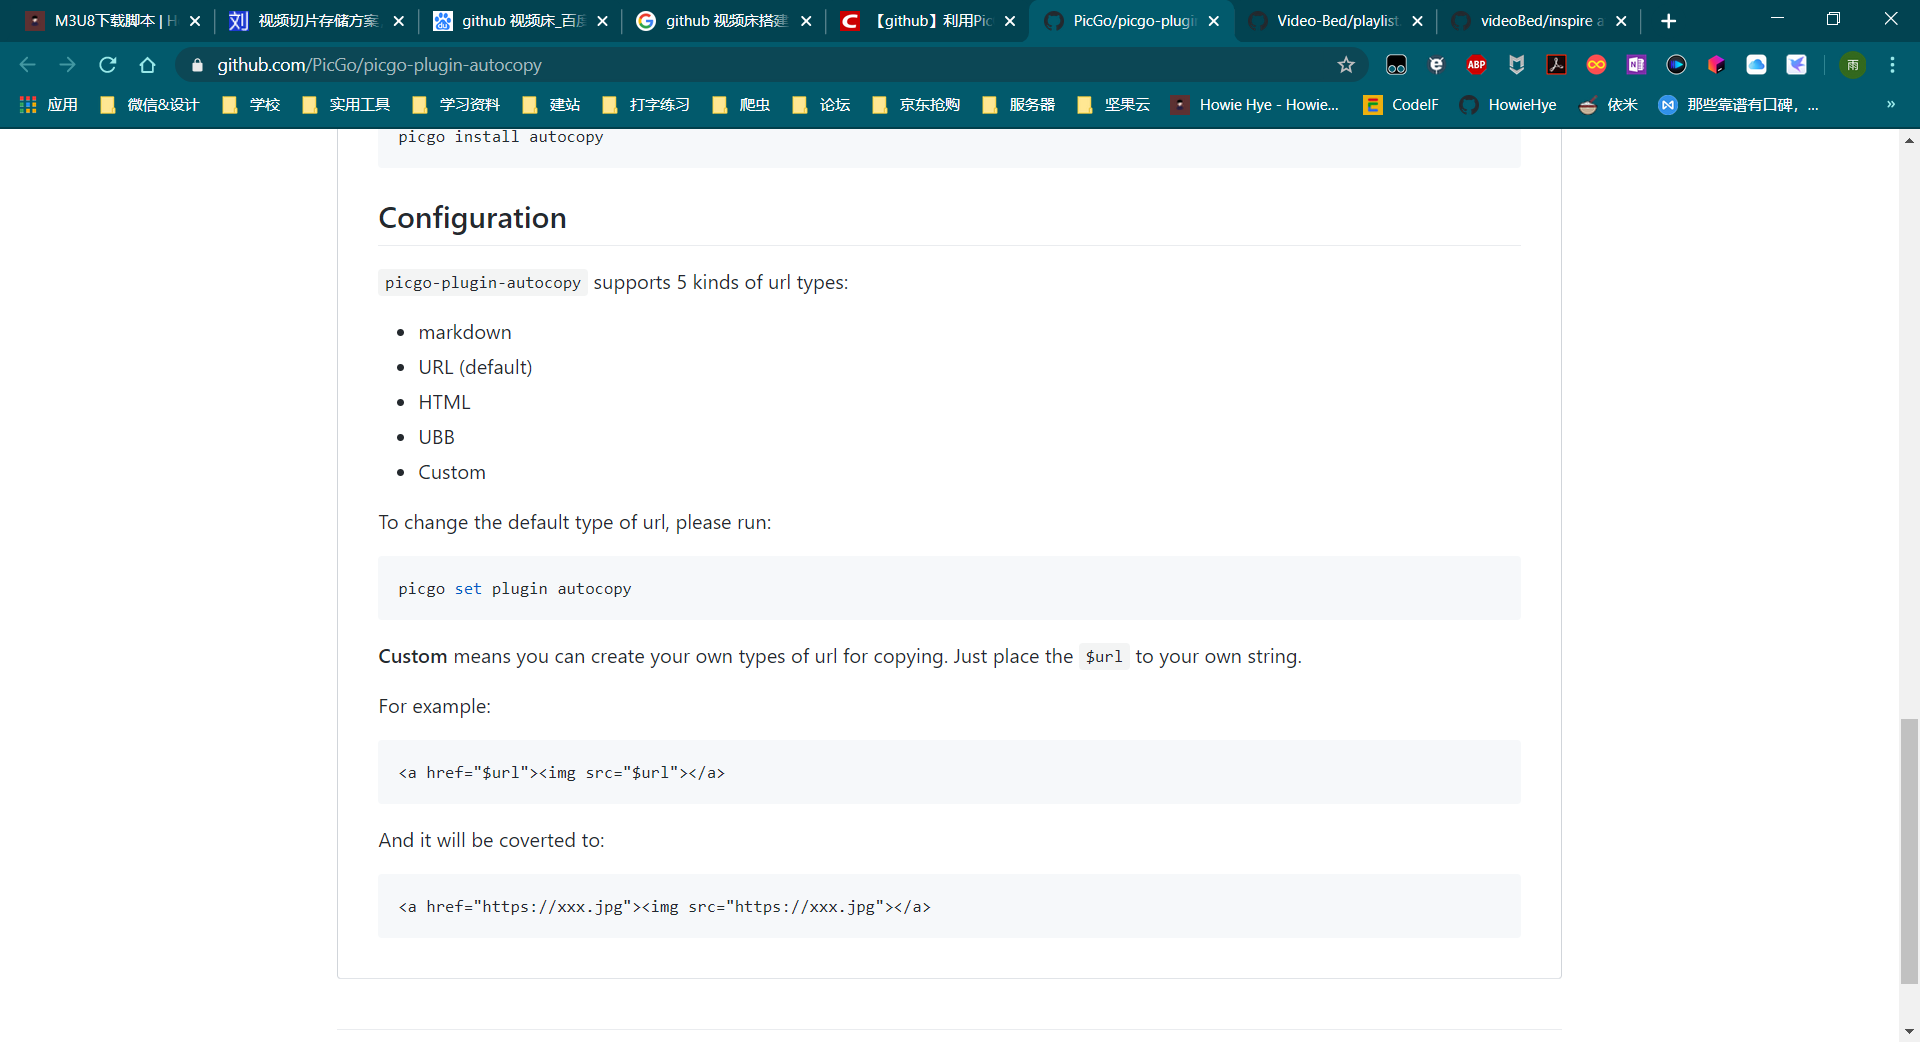 M3U8下载脚本 | H
视频切片存储方案
github 视频床_百度
github 视频床搭建
【github】利用Pic
PicGo/picgo-plugin
Video-Bed/playlist
videoBed/inspire a
github.com/PicGo/picgo-plugin-autocopy
应用
微信&设计
学校
实用工具
学习资料
建站
打字练习
爬虫
论坛
京东抢购
服务器
坚果云
Howie Hye - Howie...
CodeIF
HowieHye
依米
那些靠谱有口碑，...
»
picgo install autocopy
Configuration
picgo-plugin-autocopy supports 5 kinds of url types:
markdown
URL (default)
HTML
UBB
Custom
To change the default type of url, please run:
picgo set plugin autocopy
Custom means you can create your own types of url for copying. Just place the $url to your own string.
For example:
<a href="$url"><img src="$url"></a>
And it will be coverted to:
<a href="https://xxx.jpg"><img src="https://xxx.jpg"></a>